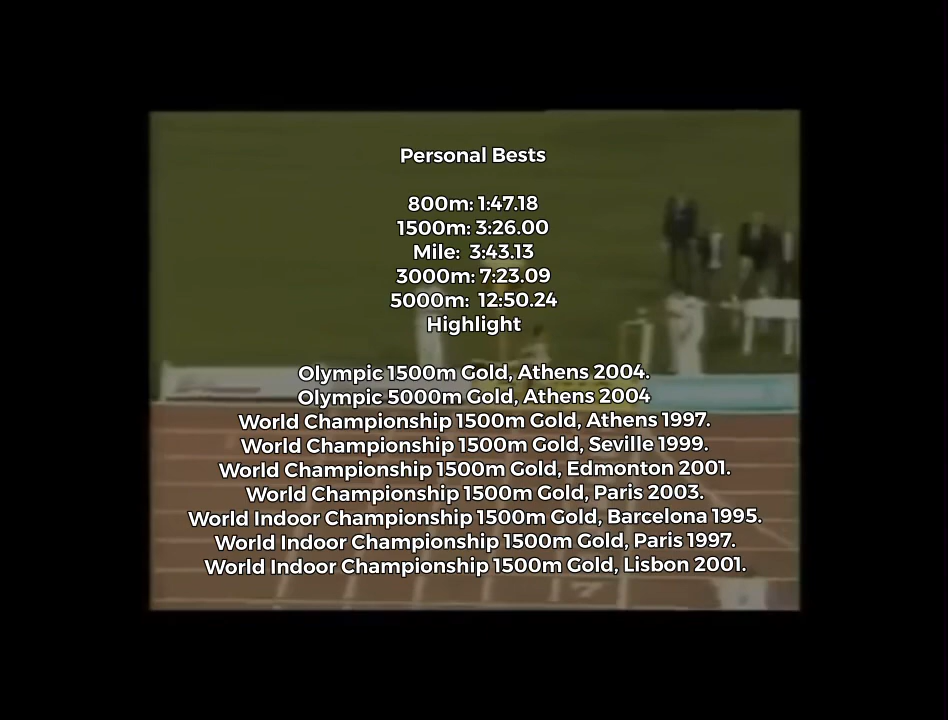 Personal Bests
800m: 1:47.18
1500m: 3:26.00
Mile: 3:43.13
3000m: 7:23.09
5000m: 12:50.24
Highlight
Olympic 1500m Gold, Athens 2004.
Olympic 5000m Gold, Athens 2004
World Championship 1500m Gold, Athens 1997.
World Championship 1500m Gold, Seville 1999.
World Championship 1500m Gold, Edmonton 2001.
World Championship 1500m Gold, Paris 2003.
World Indoor Championship 1500m Gold, Barcelona 1995.
World Indoor Championship 1500m Gold, Paris 1997.
World Indoor Championship 1500m Gold, Lisbon 2001.
7